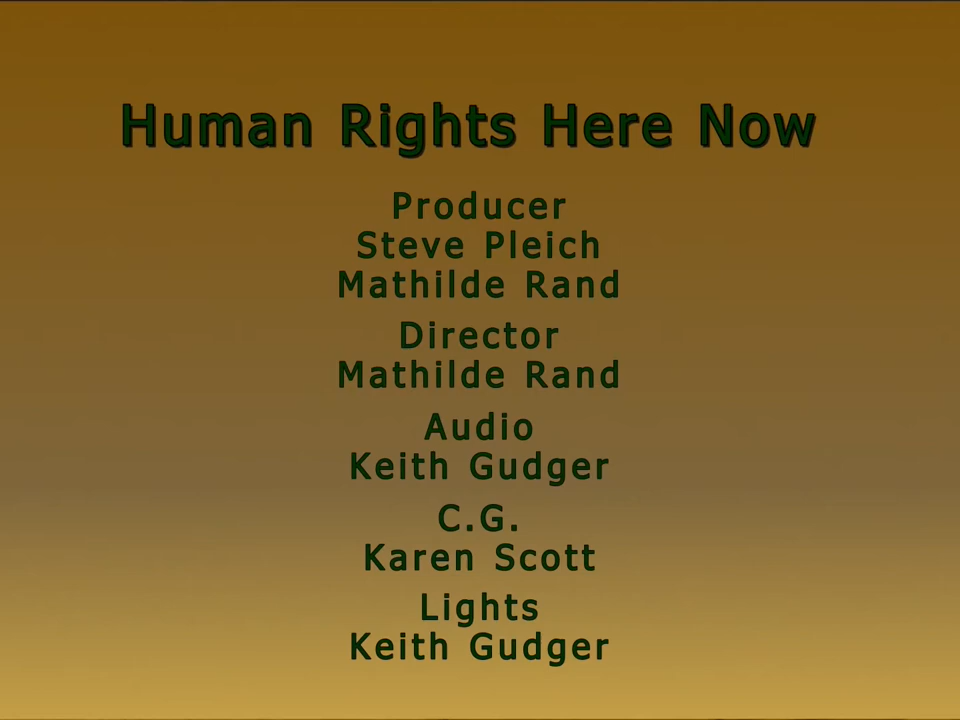 Human Rights Here Now
Producer
Steve Pleich
Mathilde Rand
Director
Mathilde Rand
Audio
Keith Gudger
C.G.
Karen Scott
Lights
Keith Gudger